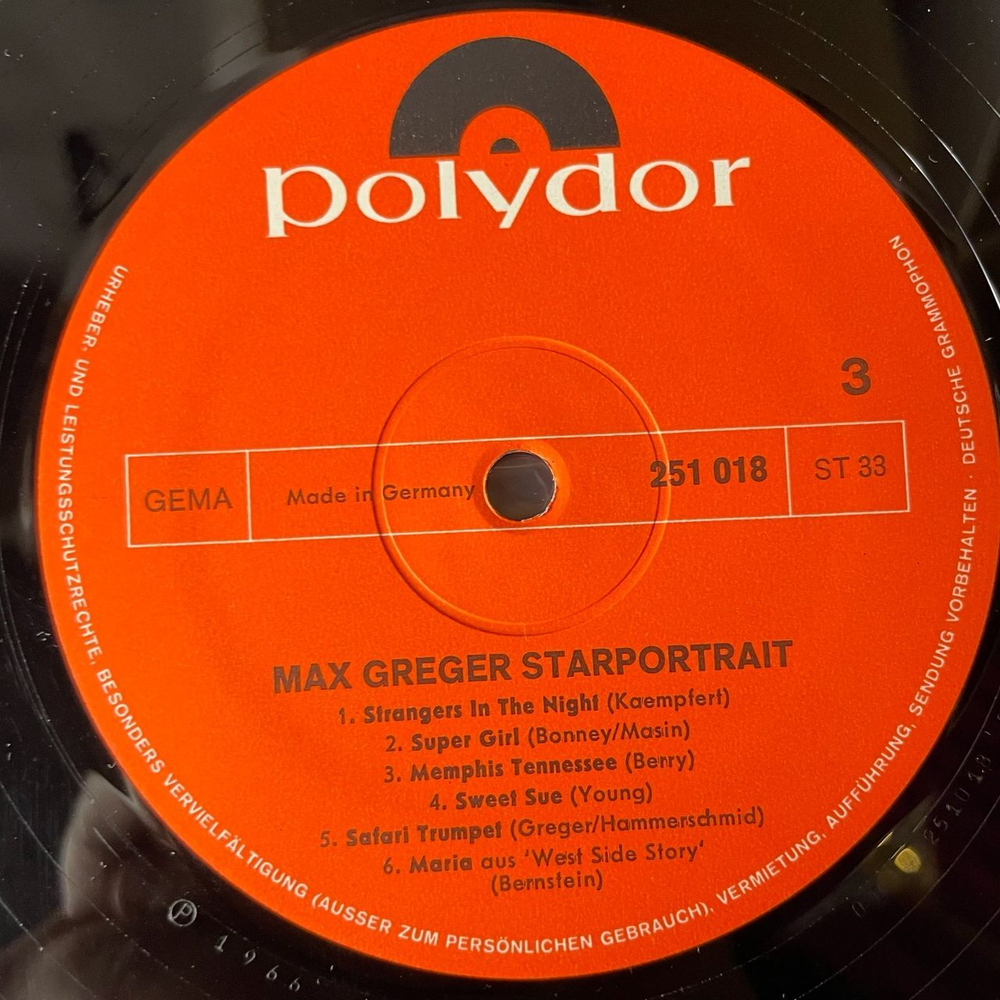 polydor
3
GEMA
Made in Germany
251 018
ST 33
MAX GREGER STARPORTRAIT
1. Strangers In The Night (Kaempfert)
2. Super Girl (Bonney/Masin)
3. Memphis Tennessee (Berry)
4. Sweet Sue (Young)
5. Safari Trumpet (Greger/Hammerschmid)
6. Maria aus 'West Side Story'
(Bernstein)
URHEBER- UND LEISTUNGSSCHUTZRECHTE, BESONDERS VERVIELFÄLTIGUNG (AUSSER ZUM PERSÖNLICHEN GEBRAUCH), VERMIETUNG, AUFFÜHRUNG, SENDUNG VORBEHALTEN · DEUTSCHE GRAMMOPHON
℗ 1966
251018